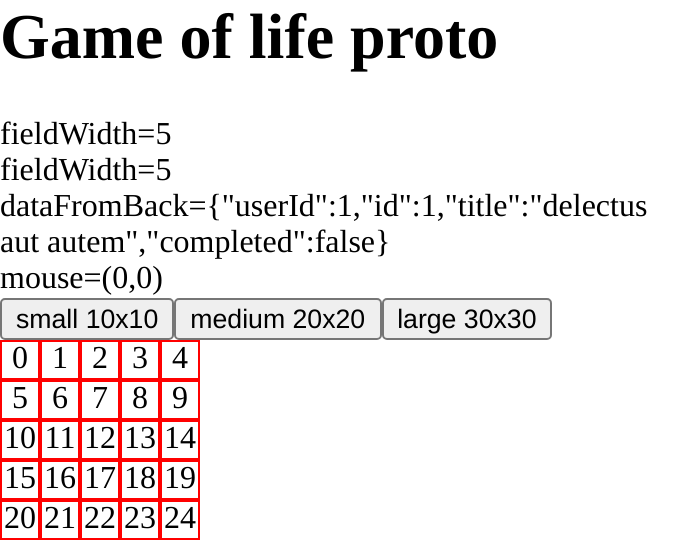 Game of life proto
fieldWidth=5
fieldWidth=5
dataFromBack={"userId":1,"id":1,"title":"delectus
aut autem","completed":false}
mouse=(0,0)
small 10x10 medium 20x20 large 30x30
0 1 2 3 4
5 6 7 8 9
10 11 12 13 14
15 16 17 18 19
20 21 22 23 24